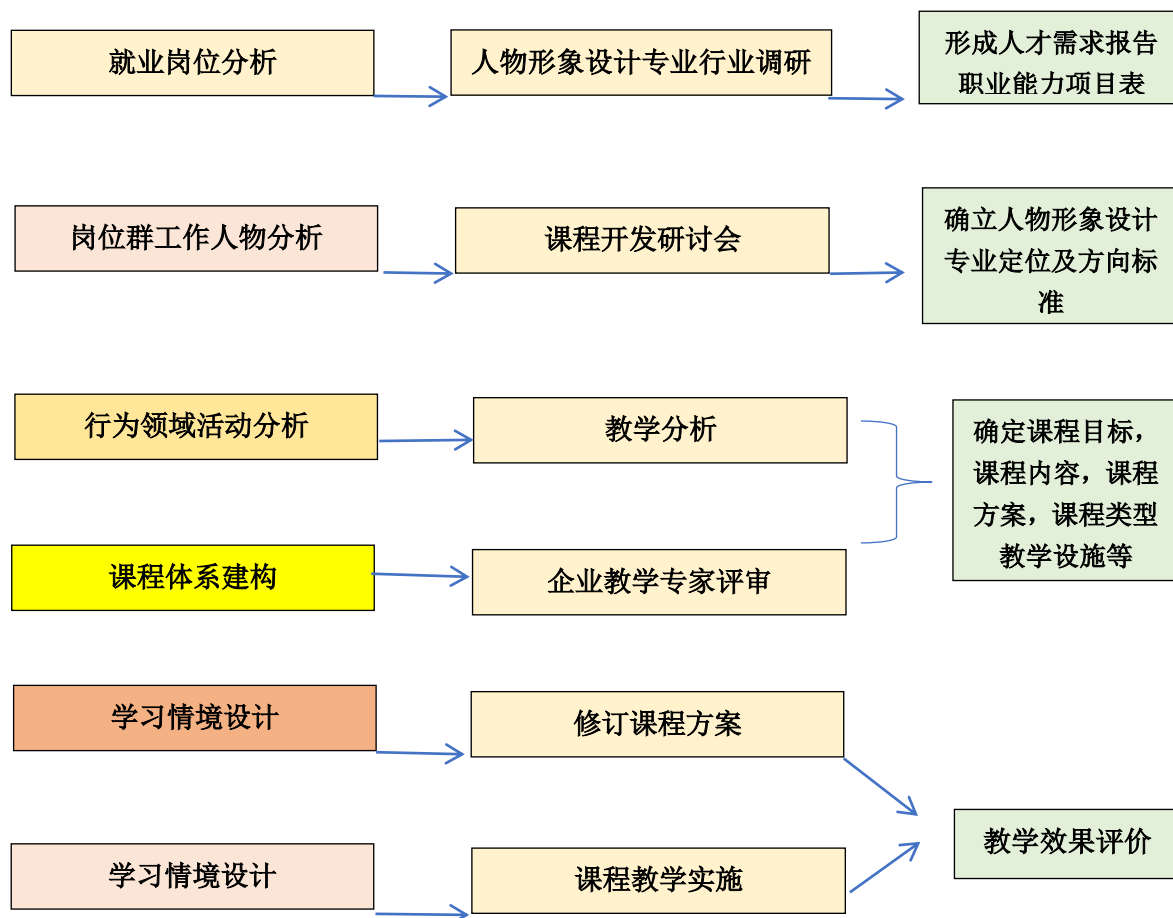 就业岗位分析
人物形象设计专业行业调研
形成人才需求报告
职业能力项目表
岗位群工作人物分析
课程开发研讨会
确立人物形象设计
专业定位及方向标
准
行为领域活动分析
教学分析
确定课程目标，
课程内容，课程
方案，课程类型
教学设施等
课程体系建构
企业教学专家评审
学习情境设计
修订课程方案
教学效果评价
学习情境设计
课程教学实施